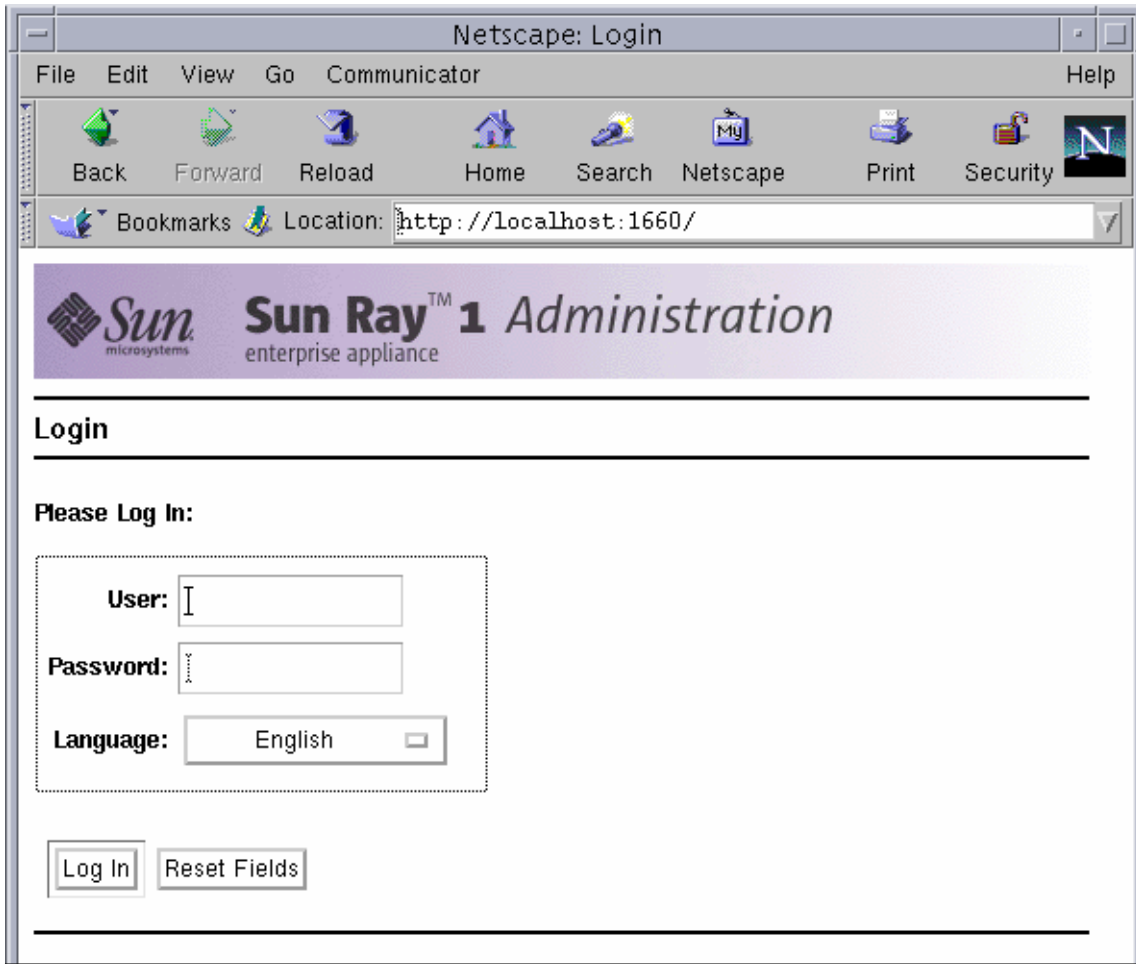 Netscape: Login
File Edit View Go Communicator Help
Back Forward Reload Home Search My Netscape Print Security N
Bookmarks Location: http://localhost:1660/
Sun microsystems Sun Ray™ 1 Administration
enterprise appliance
Login
Please Log In:
User:
Password:
Language: English
Log In Reset Fields